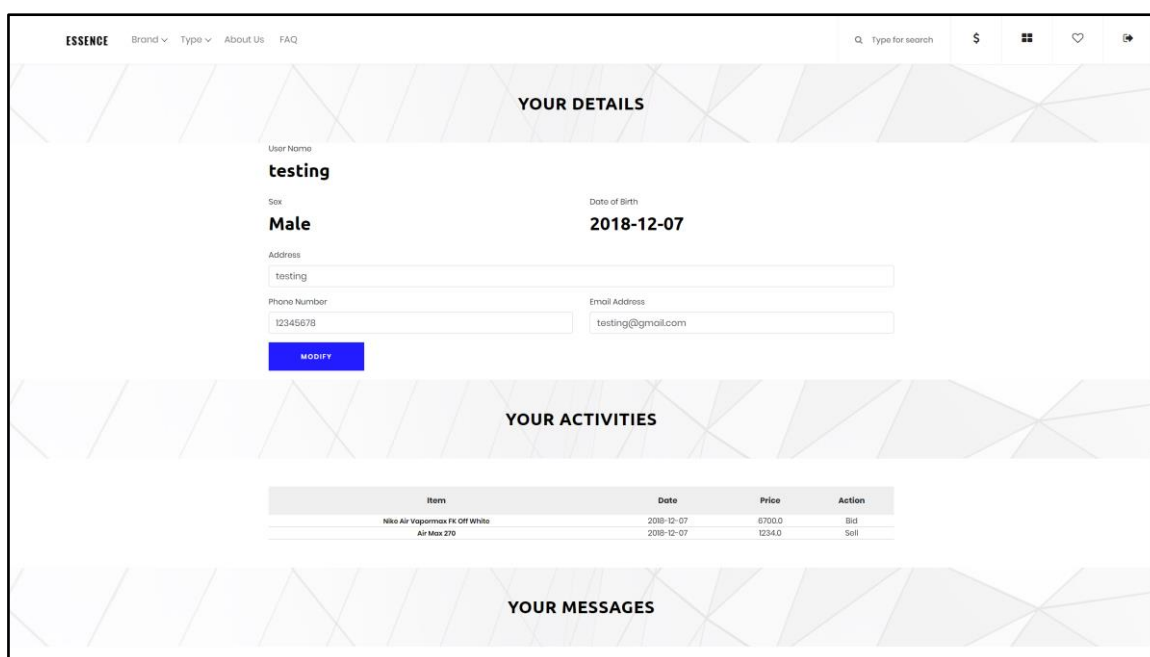 ESSENCE Brand Type About Us FAQ Type for search $
YOUR DETAILS
User Name
testing
Sex Date of Birth
Male 2018-12-07
Address
testing
Phone Number Email Address
12345678 testing@gmail.com
MODIFY
YOUR ACTIVITIES
Item Date Price Action
Nike Air Vapormax FK Off White 2018-12-07 6700.0 Bid
Air Max 270 2018-12-07 1234.0 Sell
YOUR MESSAGES